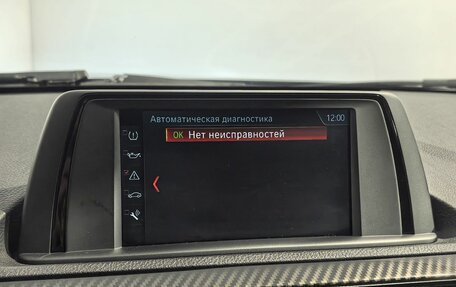 Автоматическая диагностика 12:00
OK Нет неисправностей